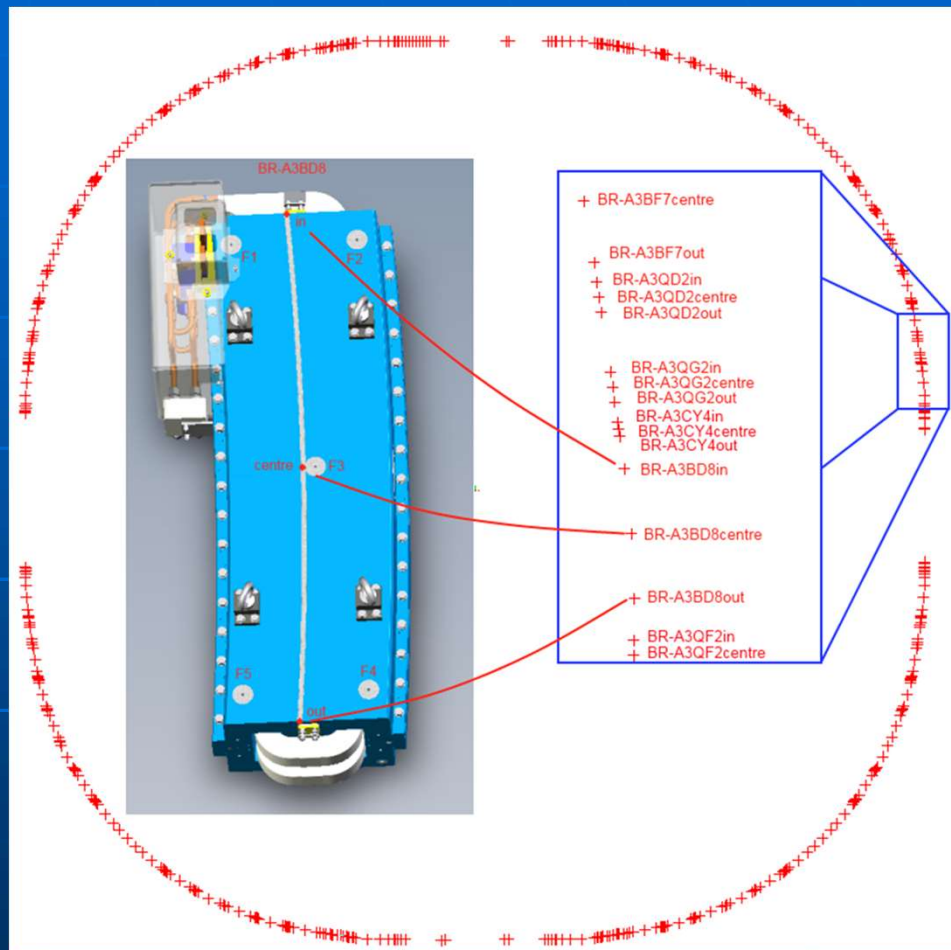 BR-A3BD8
in
F1
F2
centre
F3
F5
F4
out
BR-A3BF7centre
BR-A3BF7out
BR-A3QD2in
BR-A3QD2centre
BR-A3QD2out
BR-A3QG2in
BR-A3QG2centre
BR-A3QG2out
BR-A3CY4in
BR-A3CY4centre
BR-A3CY4out
BR-A3BD8in
BR-A3BD8centre
BR-A3BD8out
BR-A3QF2in
BR-A3QF2centre